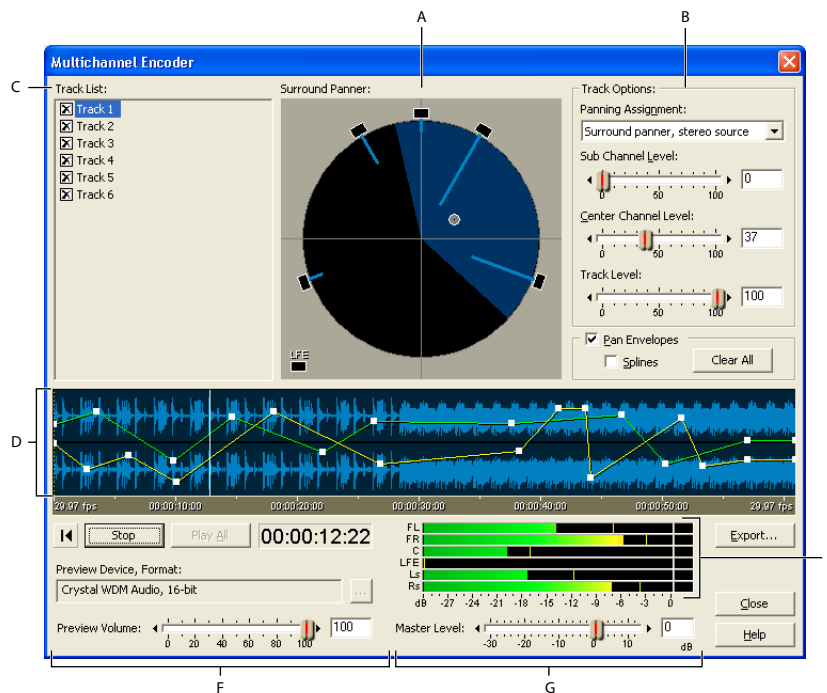 A
B
Multichannel Encoder
C
Track List:
Surround Panner:
Track Options:
Track 1
Track 2
Track 3
Track 4
Track 5
Track 6
LFE
Panning Assignment:
Surround panner, stereo source
Sub Channel Level:
0
0 50 100
Center Channel Level:
37
0 50 100
Track Level:
100
0 50 100
Pan Envelopes
Splines
Clear All
D
29.97 fps 00:00:10:00 00:00:20:00 00:00:30:00 00:00:40:00 00:00:50:00 29.97 fps
Stop
Play All
00:00:12:22
FL
FR
C
LFE
Ls
Rs
dB -27 -24 -21 -18 -15 -12 -9 -6 -3 0
Export...
Preview Device, Format:
Crystal WDM Audio, 16-bit
...
Close
Preview Volume:
100
0 20 40 60 80 100
Master Level:
0
-30 -20 -10 0 10
dB
Help
F
G